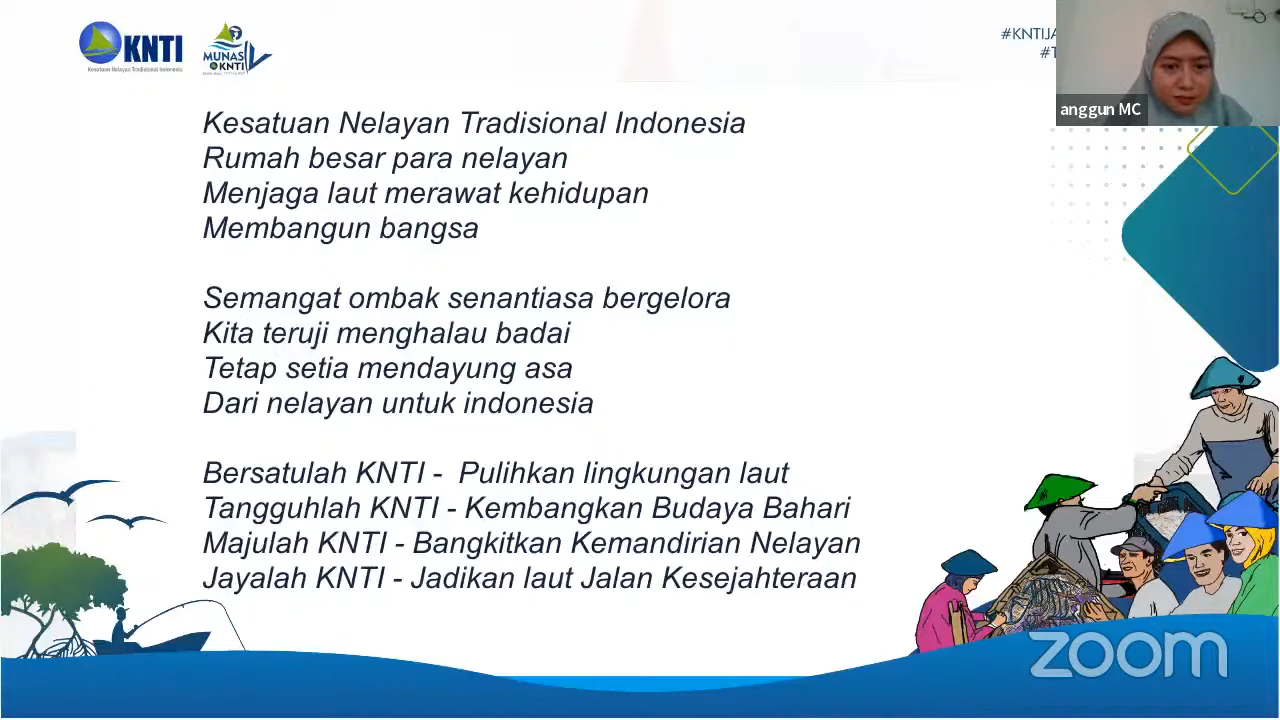 KNTI
Kesatuan Nelayan Tradisional Indonesia
MUNAS
KNTI
#KNTIJA
#T
anggun MC
Kesatuan Nelayan Tradisional Indonesia
Rumah besar para nelayan
Menjaga laut merawat kehidupan
Membangun bangsa
Semangat ombak senantiasa bergelora
Kita teruji menghalau badai
Tetap setia mendayung asa
Dari nelayan untuk indonesia
Bersatulah KNTI - Pulihkan lingkungan laut
Tangguhlah KNTI - Kembangkan Budaya Bahari
Majulah KNTI - Bangkitkan Kemandirian Nelayan
Jayalah KNTI - Jadikan laut Jalan Kesejahteraan
zoom